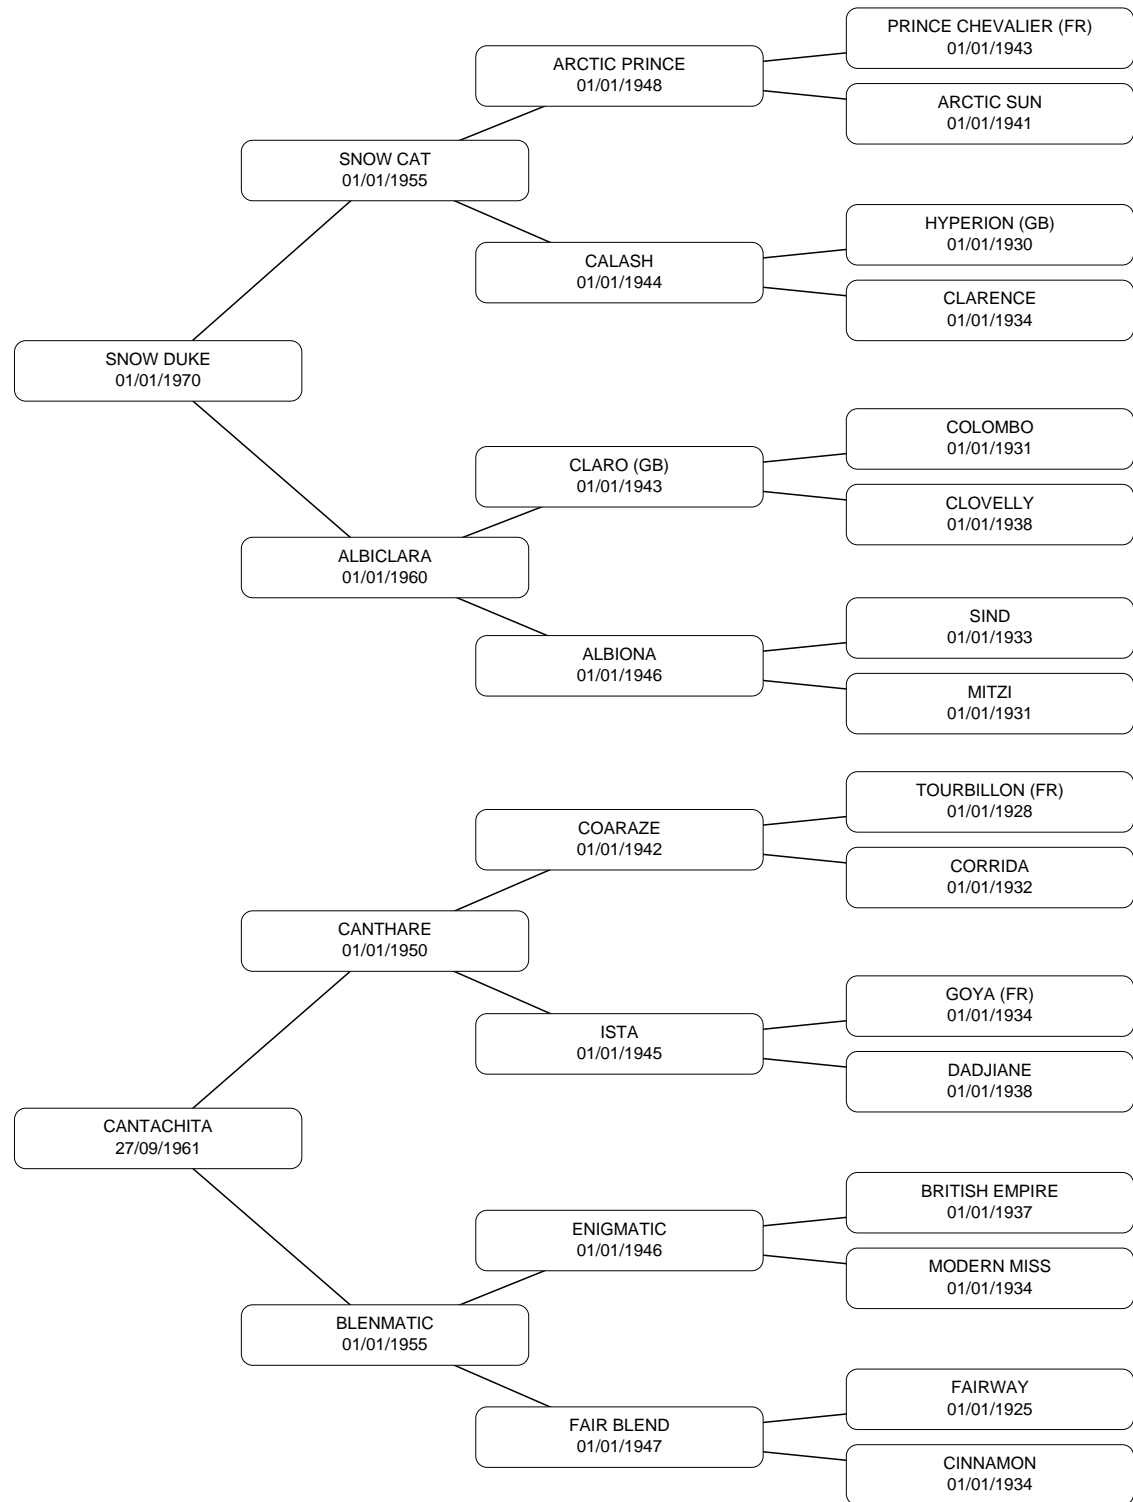 PRINCE CHEVALIER (FR)
01/01/1943
ARCTIC PRINCE
01/01/1948
ARCTIC SUN
01/01/1941
SNOW CAT
01/01/1955
HYPERION (GB)
01/01/1930
CALASH
01/01/1944
CLARENCE
01/01/1934
SNOW DUKE
01/01/1970
COLOMBO
01/01/1931
CLARO (GB)
01/01/1943
CLOVELLY
01/01/1938
ALBICLARA
01/01/1960
SIND
01/01/1933
ALBIONA
01/01/1946
MITZI
01/01/1931
TOURBILLON (FR)
01/01/1928
COARAZE
01/01/1942
CORRIDA
01/01/1932
CANTHARE
01/01/1950
GOYA (FR)
01/01/1934
ISTA
01/01/1945
DADJIANE
01/01/1938
CANTACHITA
27/09/1961
BRITISH EMPIRE
01/01/1937
ENIGMATIC
01/01/1946
MODERN MISS
01/01/1934
BLENMATIC
01/01/1955
FAIRWAY
01/01/1925
FAIR BLEND
01/01/1947
CINNAMON
01/01/1934